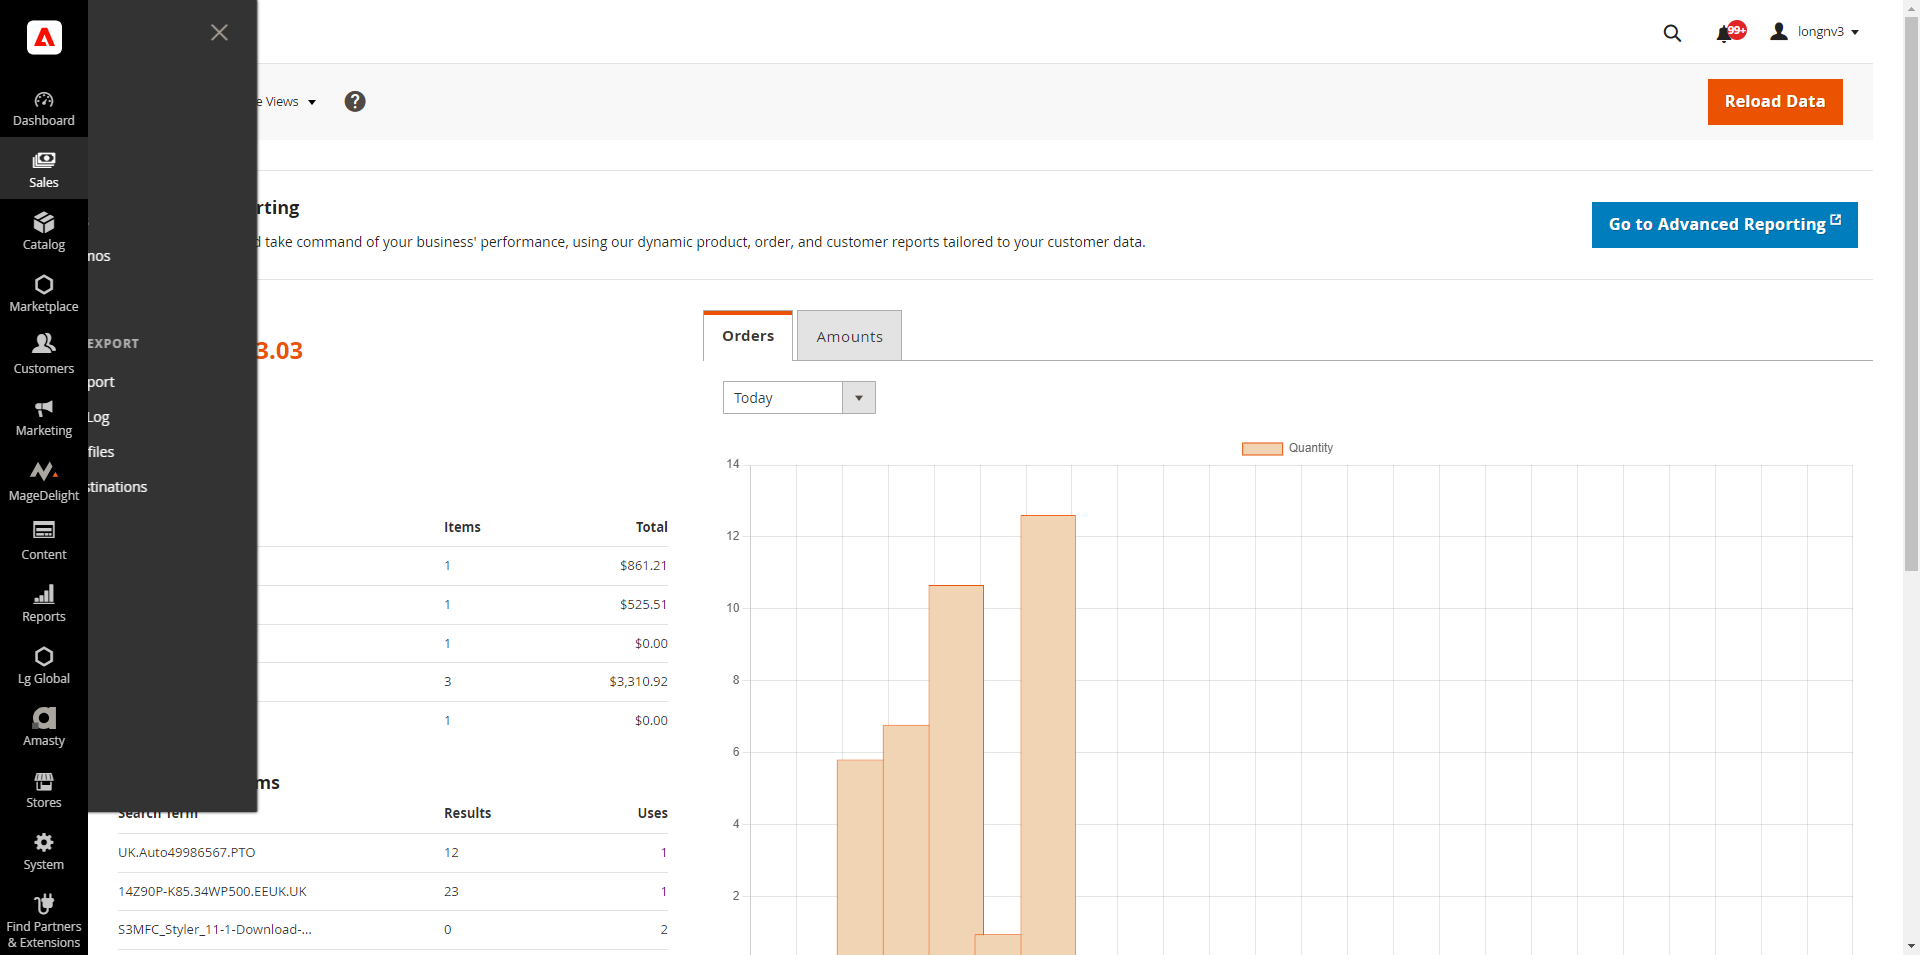 99+
longnv3
Dashboard
e Views
Reload Data
Sales
rting
Go to Advanced Reporting
Catalog
d take command of your business' performance, using our dynamic product, order, and customer reports tailored to your customer data.
mos
Marketplace
EXPORT
3.03
Orders
Amounts
Customers
port
Today
Log
Marketing
files
Quantity
stinations
MageDelight
14
Items
Total
12
Content
1
$861.21
1
$525.51
10
Reports
1
$0.00
Lg Global
3
$3,310.92
8
1
$0.00
Amasty
6
ms
Stores
Search Term
Results
Uses
4
UK.Auto49986567.PTO
12
1
System
14Z90P-K85.34WP500.EEUK.UK
23
1
2
S3MFC_Styler_11-1-Download-...
0
2
Find Partners
& Extensions